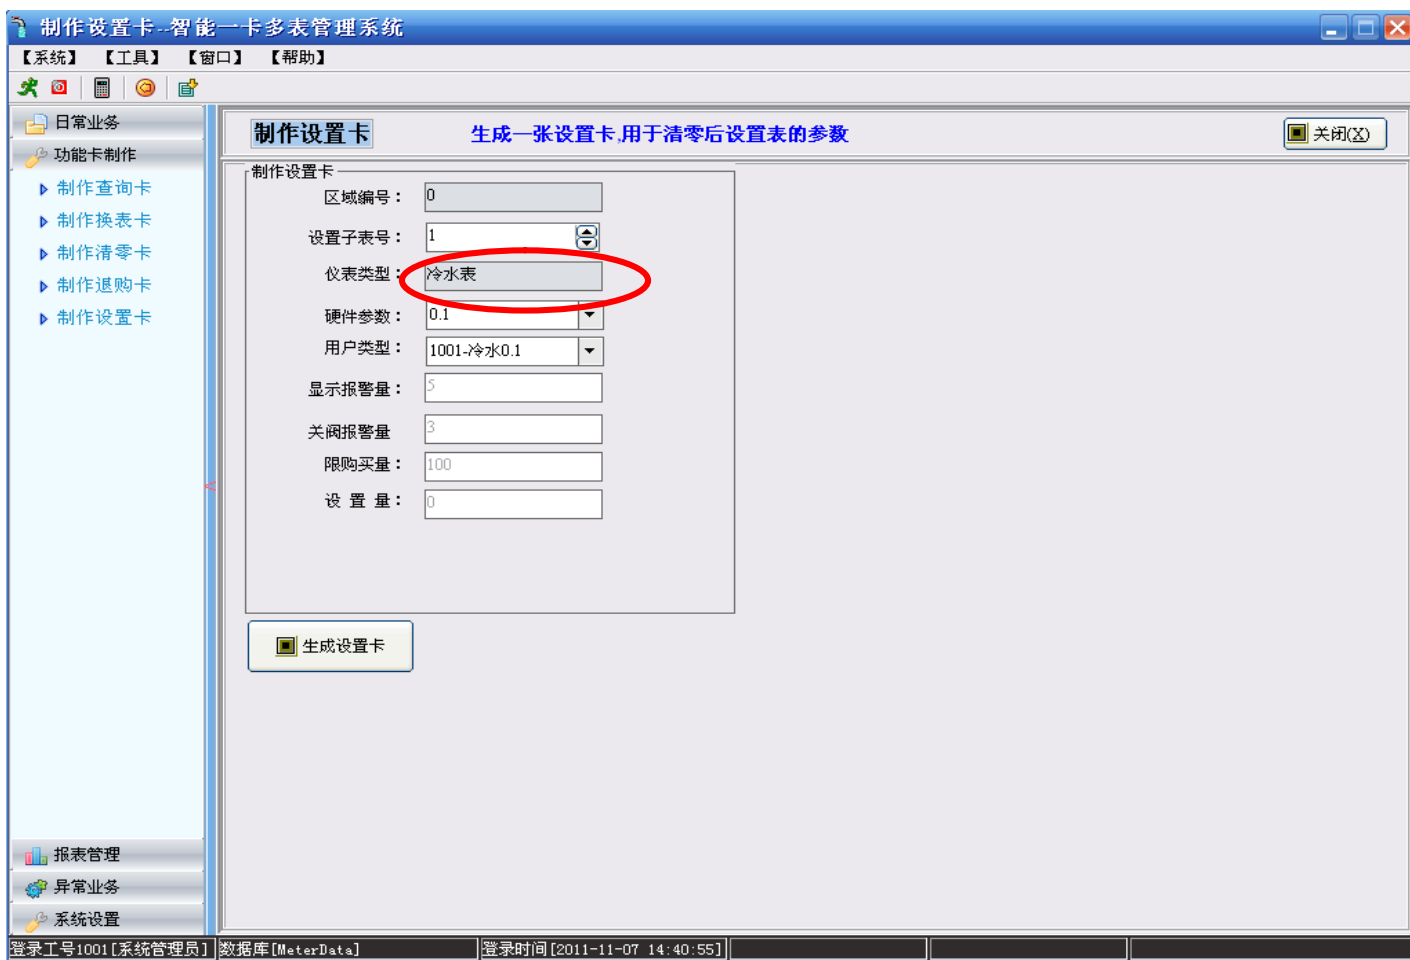 制作设置卡--智能一卡多表管理系统
【系统】 【工具】 【窗口】 【帮助】
日常业务
功能卡制作
制作查询卡
制作换表卡
制作清零卡
制作退购卡
制作设置卡
报表管理
异常业务
系统设置
制作设置卡 生成一张设置卡,用于清零后设置表的参数 关闭(X)
制作设置卡
区域编号： 0
设置子表号： 1
仪表类型： 冷水表
硬件参数： 0.1
用户类型： 1001-冷水0.1
显示报警量： 5
关阀报警量 3
限购买量： 100
设 置 量： 0
生成设置卡
登录工号1001[系统管理员] 数据库[MeterData] 登录时间[2011-11-07 14:40:55]